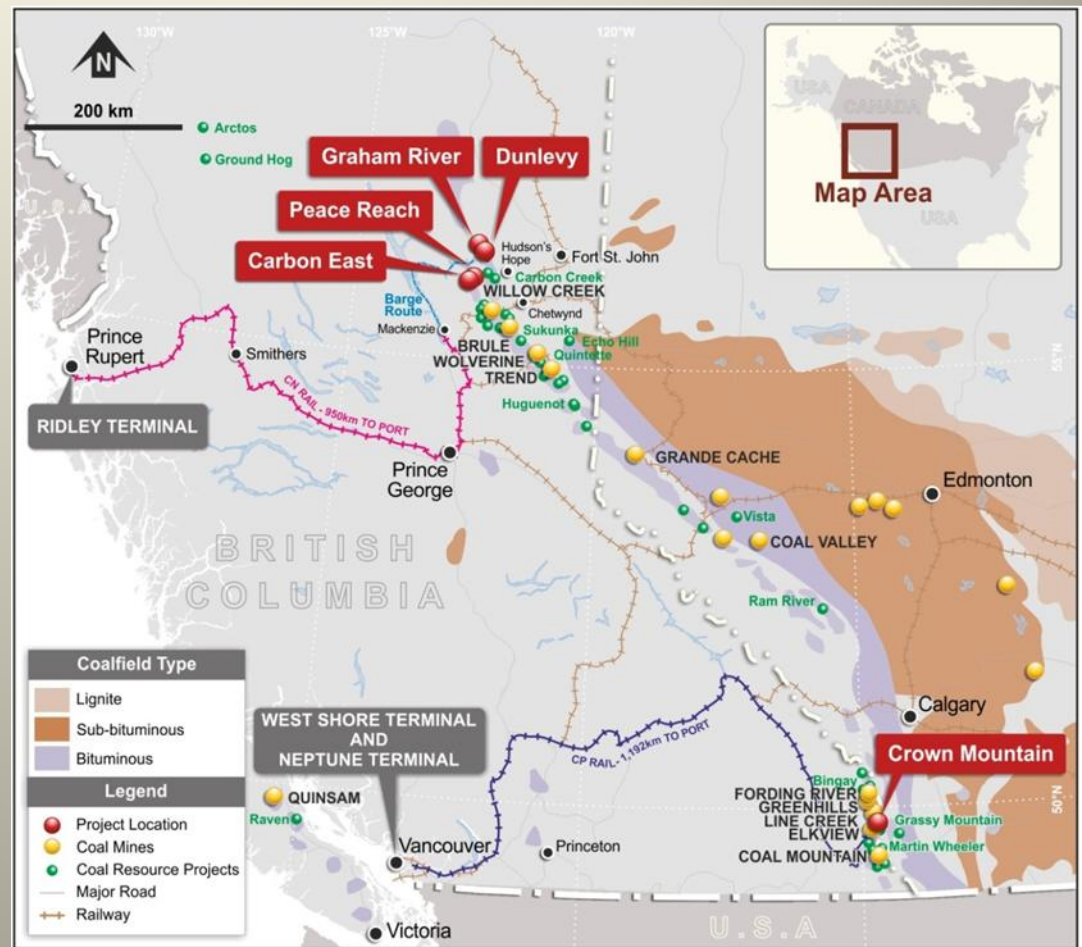 130°W
125°W
120°W
N
200 km
Arctos
Ground Hog
Graham River
Dunlevy
Peace Reach
Carbon East
USA
CANADA
USA
Map Area
U.S.A
Hudson's
Hope
Fort St. John
Carbon Creek
WILLOW CREEK
Barge
Route
Mackenzie
Chetwynd
Sukunka
Echo Hill
BRULE
WOLVERINE
Quintette
TREND
Huguenot
55°N
Prince
Rupert
Smithers
RIDLEY TERMINAL
CN RAIL - 950km TO PORT
Prince
George
GRANDE CACHE
Edmonton
Vista
COAL VALLEY
BRITISH
COLUMBIA
Ram River
Coalfield Type
Lignite
Sub-bituminous
Bituminous
Legend
Project Location
Coal Mines
Coal Resource Projects
Major Road
Railway
WEST SHORE TERMINAL
AND
NEPTUNE TERMINAL
CP RAIL - 1,192km TO PORT
Calgary
Crown Mountain
QUINSAM
Raven
Bingay
FORDING RIVER
GREENHILLS
LINE CREEK
ELKVIEW
COAL MOUNTAIN
Grassy Mountain
Martin Wheeler
50°N
Vancouver
Princeton
Victoria
U.S.A